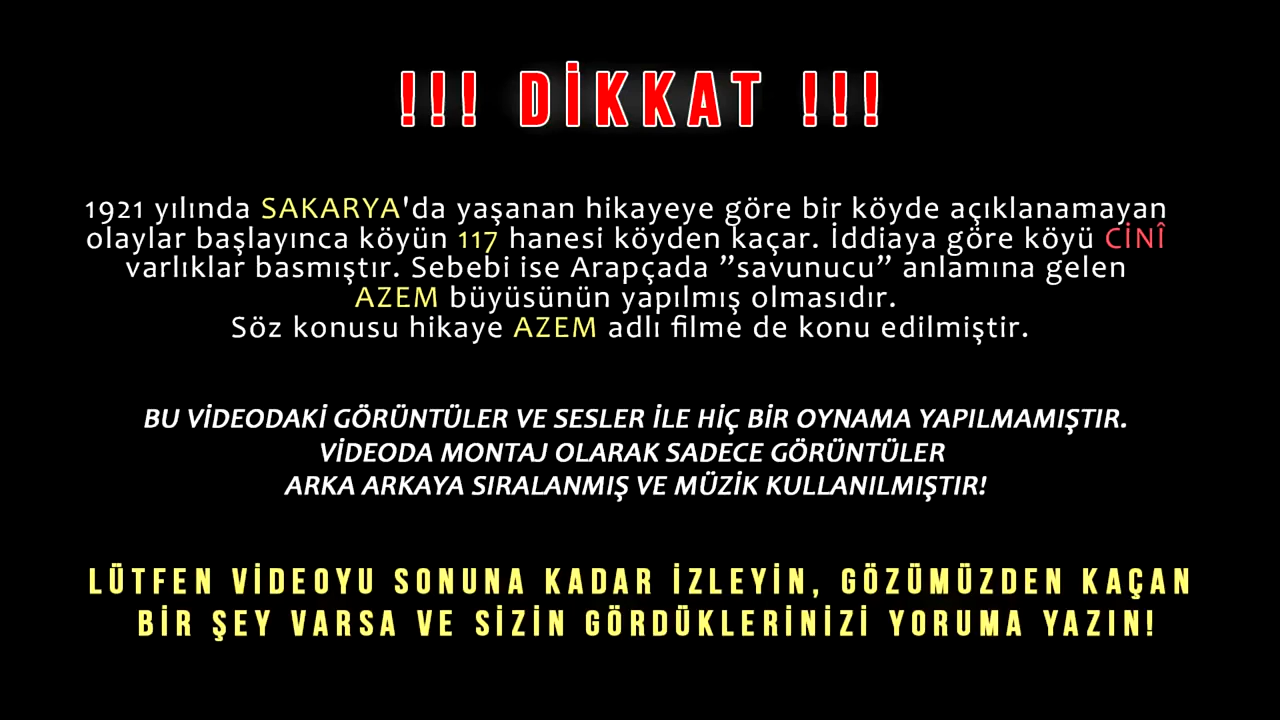 !!! DİKKAT !!!
1921 yılında SAKARYA'da yaşanan hikayeye göre bir köyde açıklanamayan
olaylar başlayınca köyün 117 hanesi köyden kaçar. İddiaya göre köyü CİNÎ
varlıklar basmıştır. Sebebi ise Arapçada ”savunucu” anlamına gelen
AZEM büyüsünün yapılmış olmasıdır.
Söz konusu hikaye AZEM adlı filme de konu edilmiştir.
BU VİDEODAKİ GÖRÜNTÜLER VE SESLER İLE HİÇ BİR OYNAMA YAPILMAMIŞTIR.
VİDEODA MONTAJ OLARAK SADECE GÖRÜNTÜLER
ARKA ARKAYA SIRALANMIŞ VE MÜZİK KULLANILMIŞTIR!
LÜTFEN VİDEOYU SONUNA KADAR İZLEYİN, GÖZÜMÜZDEN KAÇAN
BİR ŞEY VARSA VE SİZİN GÖRDÜKLERİNİZİ YORUMA YAZIN!